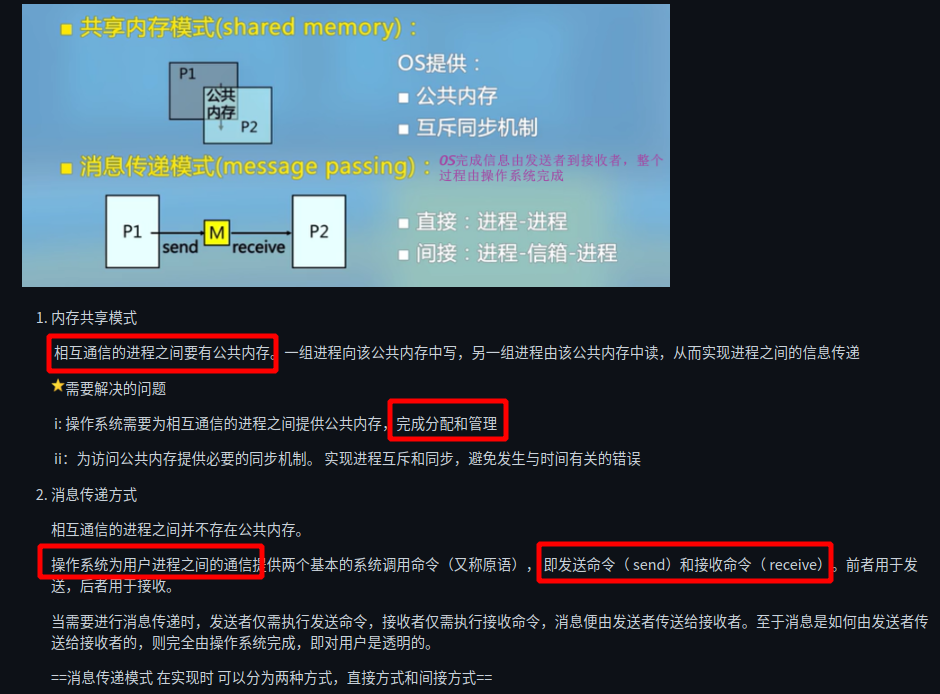 共享内存模式(shared memory)：
P1
公共
内存
P2
OS提供：
公共内存
互斥同步机制
消息传递模式(message passing)：
OS完成信息由发送者到接收者，整个
过程由操作系统完成
P1
send
M
receive
P2
直接：进程-进程
间接：进程-信箱-进程
1. 内存共享模式
相互通信的进程之间要有公共内存。一组进程向该公共内存中写，另一组进程由该公共内存中读，从而实现进程之间的信息传递
⭐需要解决的问题
i: 操作系统需要为相互通信的进程之间提供公共内存，完成分配和管理
ii：为访问公共内存提供必要的同步机制。 实现进程互斥和同步，避免发生与时间有关的错误
2. 消息传递方式
相互通信的进程之间并不存在公共内存。
操作系统为用户进程之间的通信提供两个基本的系统调用命令（又称原语），即发送命令（ send）和接收命令（ receive）。前者用于发
送，后者用于接收。
当需要进行消息传递时，发送者仅需执行发送命令，接收者仅需执行接收命令，消息便由发送者传送给接收者。至于消息是如何由发送者传
送给接收者的，则完全由操作系统完成，即对用户是透明的。
==消息传递模式 在实现时 可以分为两种方式，直接方式和间接方式==